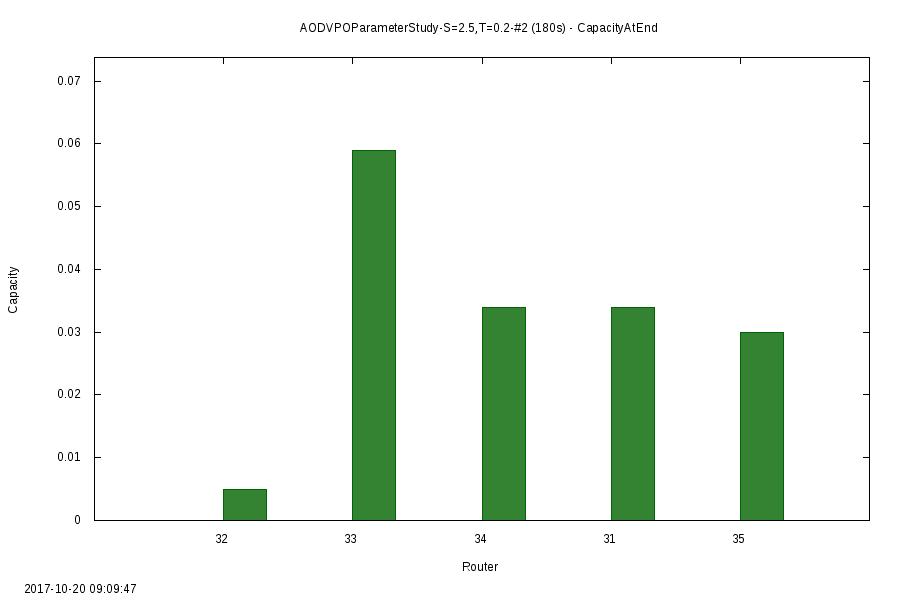 AODVPOParameterStudy-S=2.5,T=0.2-#2 (180s) - CapacityAtEnd
0.07
0.06
0.05
0.04
0.03
0.02
0.01
0
Capacity
32 33 34 31 35
Router
2017-10-20 09:09:47